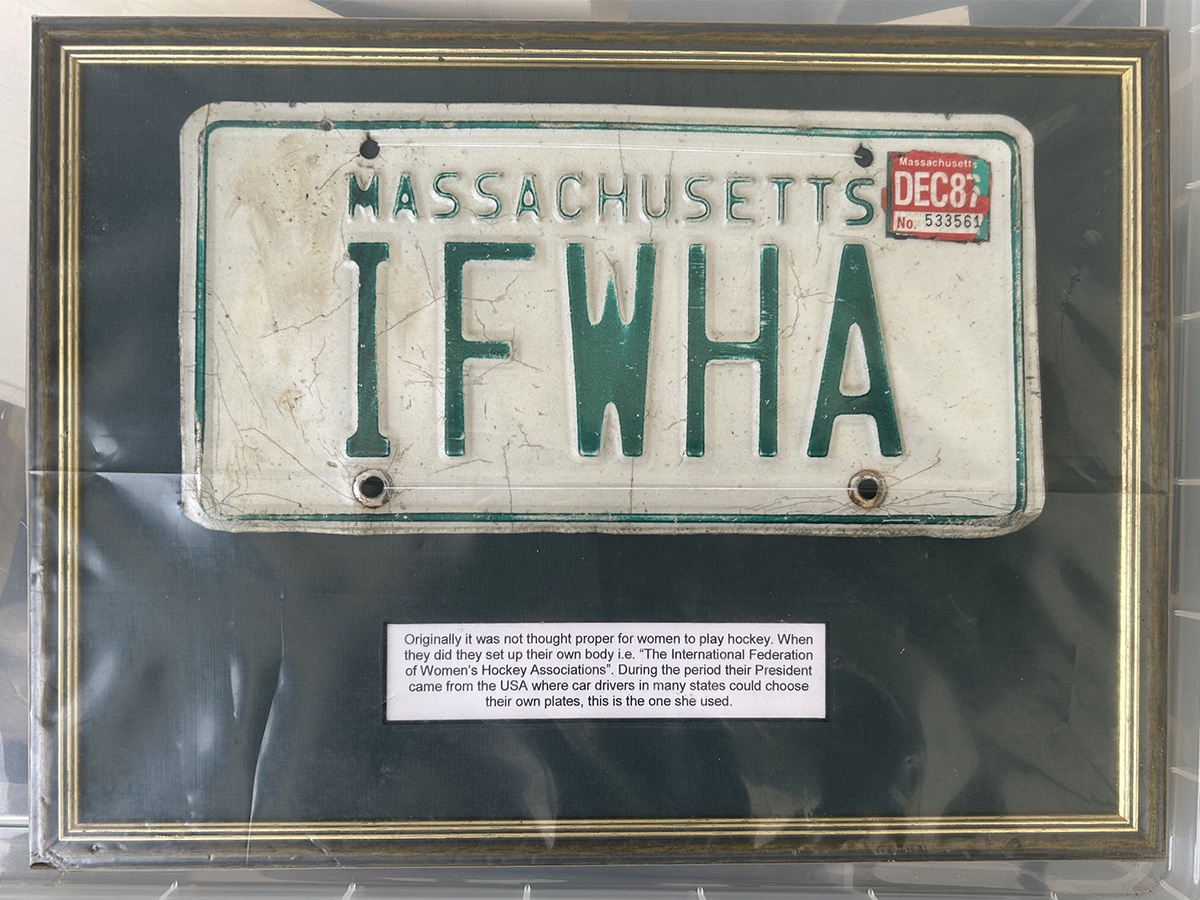 MASSACHUSETTS
Massachusetts
DEC87
No. 533561
IFWHA
Originally it was not thought proper for women to play hockey. When
they did they set up their own body i.e. “The International Federation
of Women's Hockey Associations”. During the period their President
came from the USA where car drivers in many states could choose
their own plates, this is the one she used.